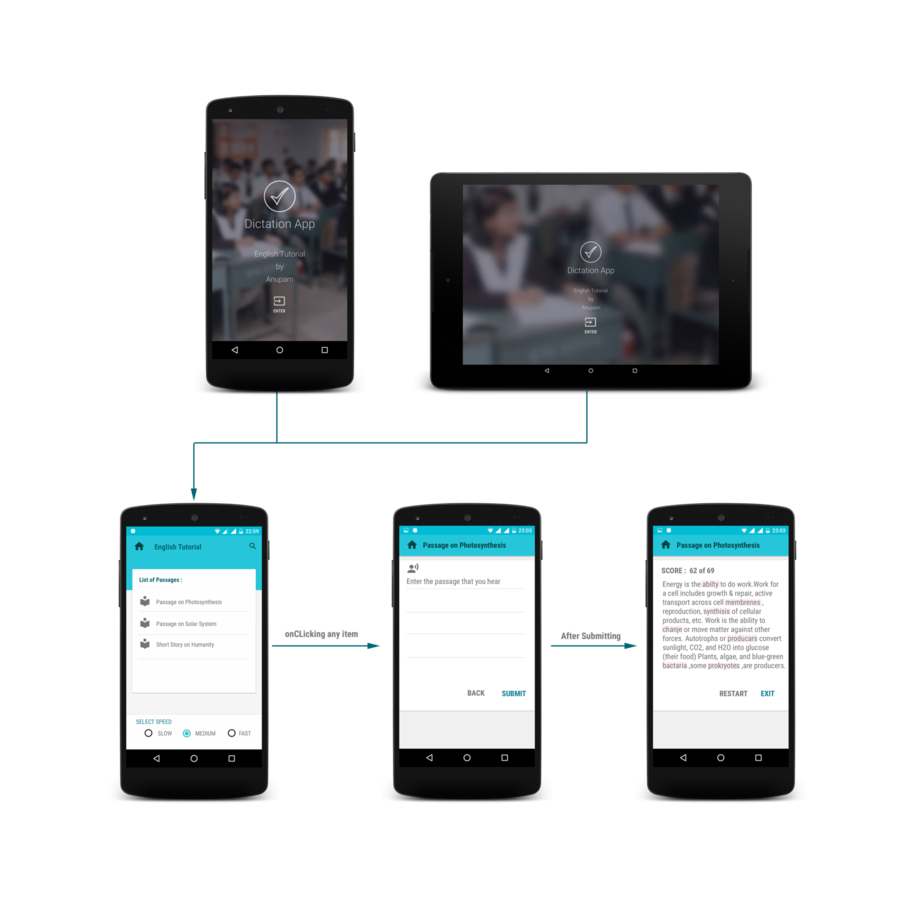 Dictation App
English Tutorial
by
Anupam
ENTER
Dictation App
English Tutorial
by
Anupam
ENTER
22:59
English Tutorial
List of Passages :
Passage on Photosynthesis
Passage on Solar System
Short Story on Humanity
SELECT SPEED
SLOW MEDIUM FAST
onCLicking any item
23:03
Passage on Photosynthesis
Enter the passage that you hear
BACK SUBMIT
After Submitting
23:03
Passage on Photosynthesis
SCORE : 62 of 69
Energy is the abilty to do work.Work for
a cell includes growth & repair, active
transport across cell membrenes ,
reproduction, synthisis of cellular
products, etc. Work is the ability to
chanje or move matter against other
forces. Autotrophs or producars convert
sunlight, CO2, and H2O into glucose
(their food) Plants, algae, and blue-green
bactaria ,some prokryotes ,are producers.
RESTART EXIT